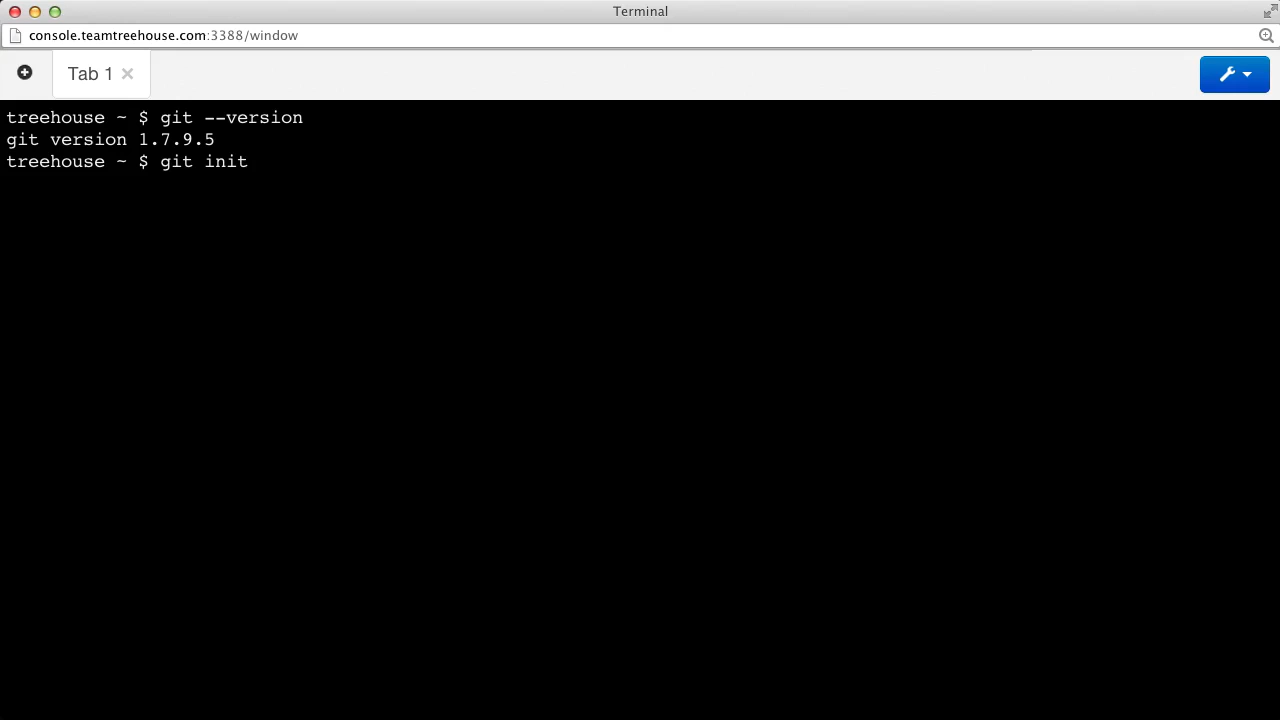 Terminal
console.teamtreehouse.com:3388/window
Tab 1
treehouse ~ $ git --version
git version 1.7.9.5
treehouse ~ $ git init